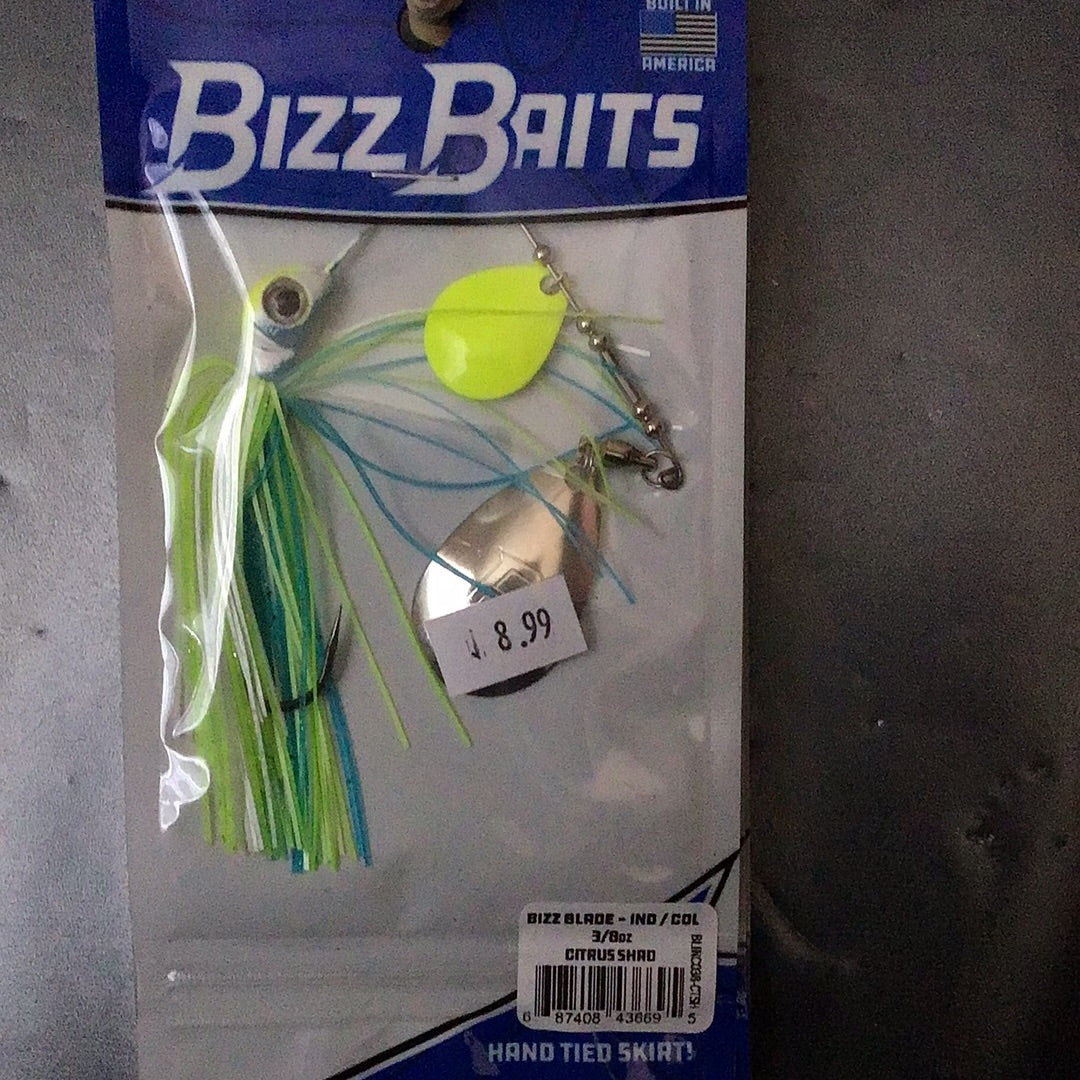 BUILT IN
AMERICA
BIZZ BAITS
8.99
BIZZ BLADE - IND / COL
3/8oz
CITRUS SHAD
6 87408 43669 5
HAND TIED SKIRT!